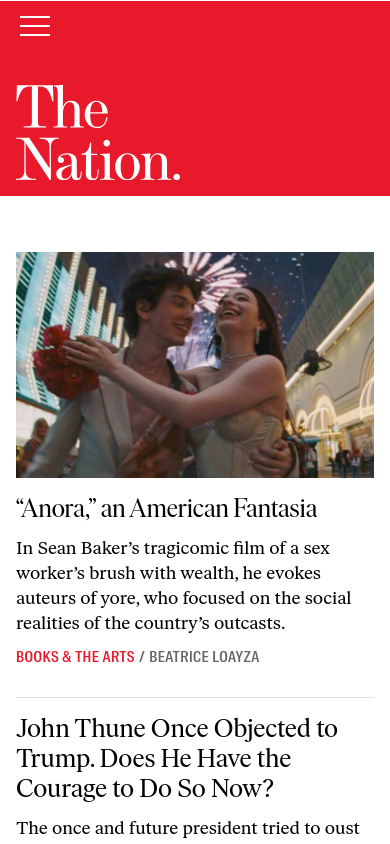 The
Nation.
“Anora,” an American Fantasia
In Sean Baker’s tragicomic film of a sex
worker’s brush with wealth, he evokes
auteurs of yore, who focused on the social
realities of the country’s outcasts.
BOOKS & THE ARTS / BEATRICE LOAYZA
John Thune Once Objected to
Trump. Does He Have the
Courage to Do So Now?
The once and future president tried to oust